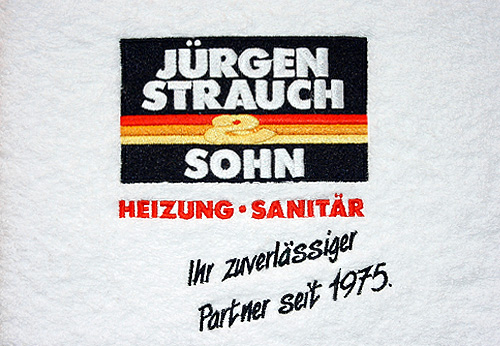 JÜRGEN
STRAUCH
&
SOHN
HEIZUNG • SANITÄR
Ihr zuverlässiger
Partner seit 1975.